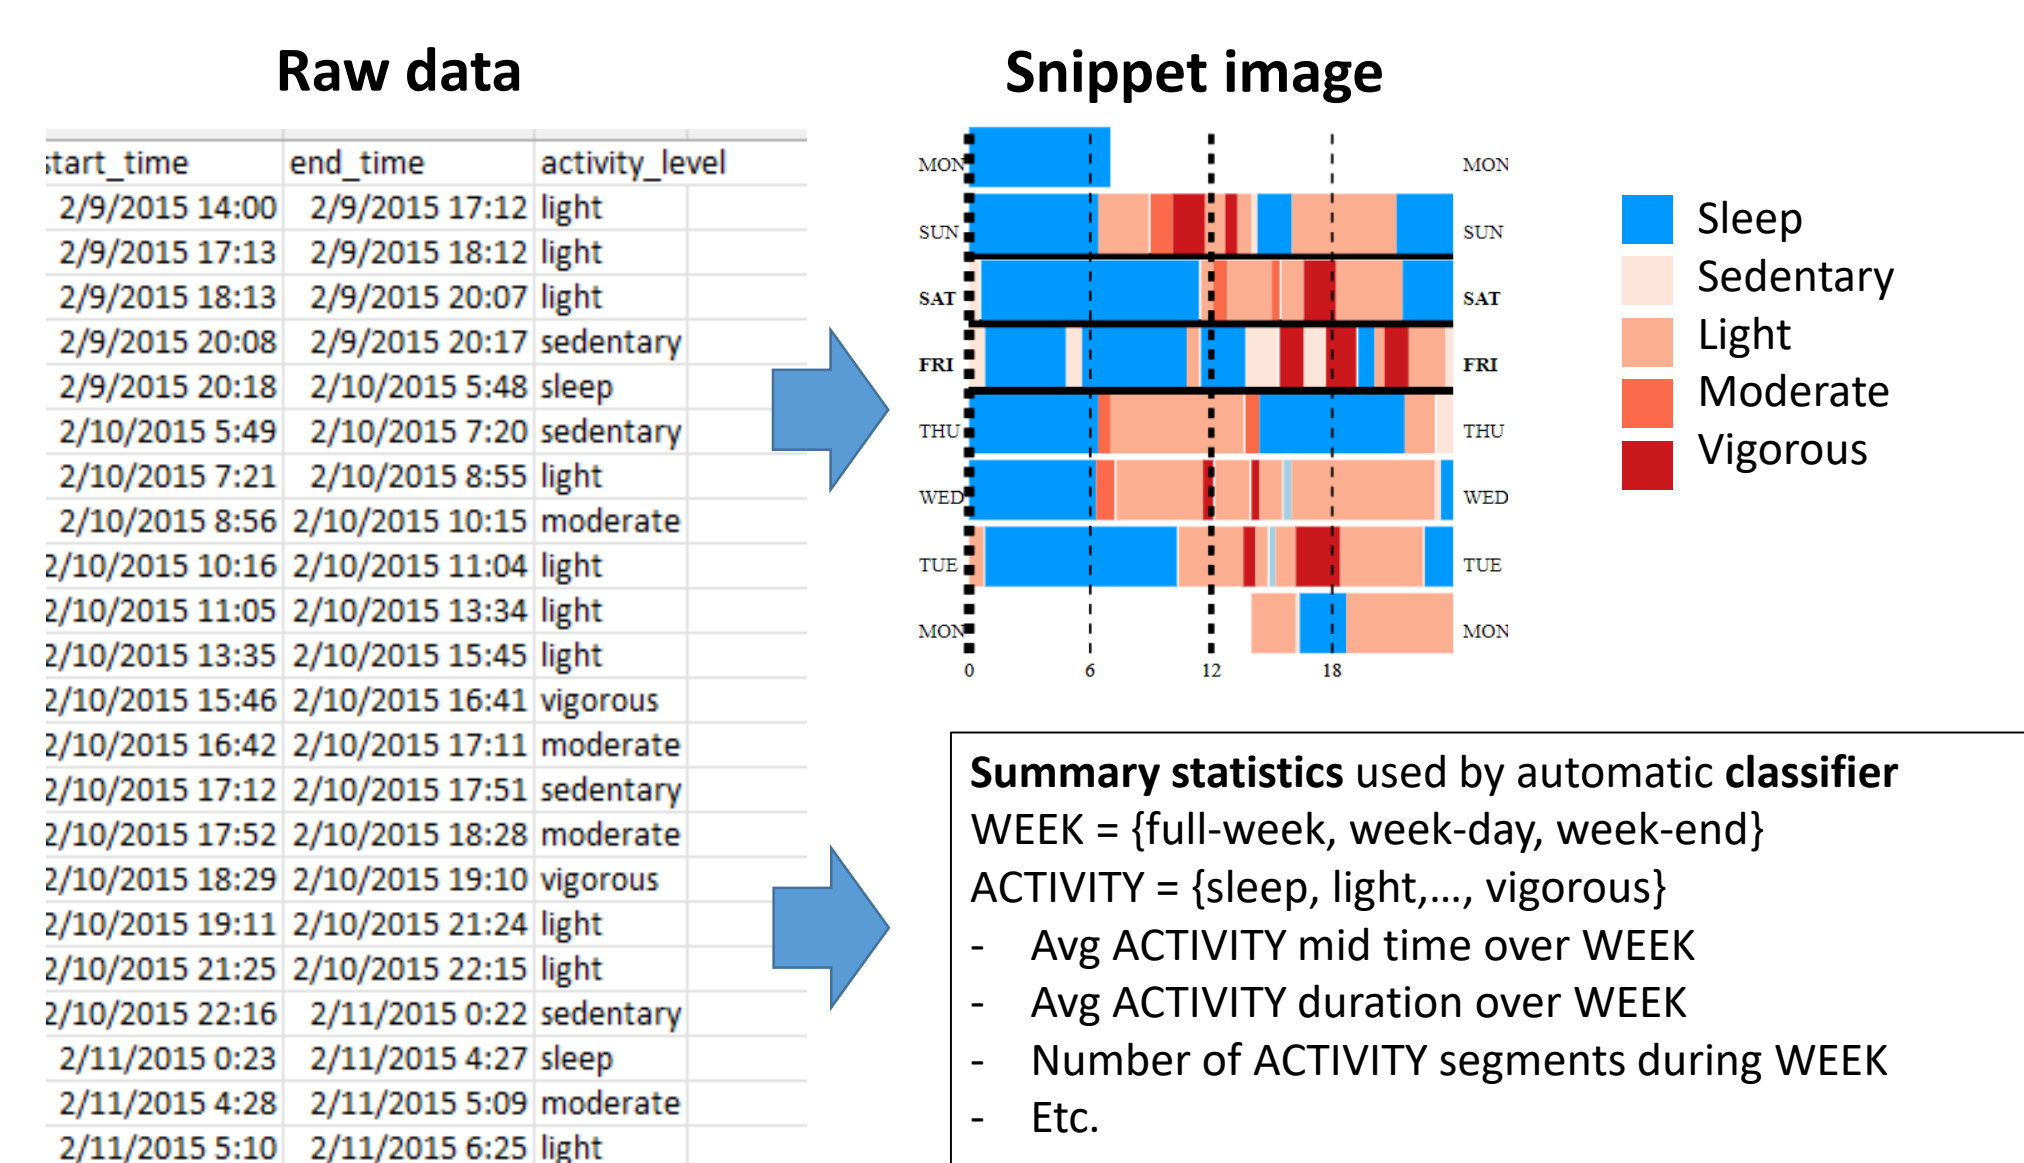 Raw data
start_time end_time activity_level
2/9/2015 14:00 2/9/2015 17:12 light
2/9/2015 17:13 2/9/2015 18:12 light
2/9/2015 18:13 2/9/2015 20:07 light
2/9/2015 20:08 2/9/2015 20:17 sedentary
2/9/2015 20:18 2/10/2015 5:48 sleep
2/10/2015 5:49 2/10/2015 7:20 sedentary
2/10/2015 7:21 2/10/2015 8:55 light
2/10/2015 8:56 2/10/2015 10:15 moderate
2/10/2015 10:16 2/10/2015 11:04 light
2/10/2015 11:05 2/10/2015 13:34 light
2/10/2015 13:35 2/10/2015 15:45 light
2/10/2015 15:46 2/10/2015 16:41 vigorous
2/10/2015 16:42 2/10/2015 17:11 moderate
2/10/2015 17:12 2/10/2015 17:51 sedentary
2/10/2015 17:52 2/10/2015 18:28 moderate
2/10/2015 18:29 2/10/2015 19:10 vigorous
2/10/2015 19:11 2/10/2015 21:24 light
2/10/2015 21:25 2/10/2015 22:15 light
2/10/2015 22:16 2/11/2015 0:22 sedentary
2/11/2015 0:23 2/11/2015 4:27 sleep
2/11/2015 4:28 2/11/2015 5:09 moderate
2/11/2015 5:10 2/11/2015 6:25 light
Snippet image
MON MON
SUN SUN
SAT SAT
FRI FRI
THU THU
WED WED
TUE TUE
MON MON
0 6 12 18
Sleep
Sedentary
Light
Moderate
Vigorous
Summary statistics used by automatic classifier
WEEK = {full-week, week-day, week-end}
ACTIVITY = {sleep, light,..., vigorous}
- Avg ACTIVITY mid time over WEEK
- Avg ACTIVITY duration over WEEK
- Number of ACTIVITY segments during WEEK
- Etc.